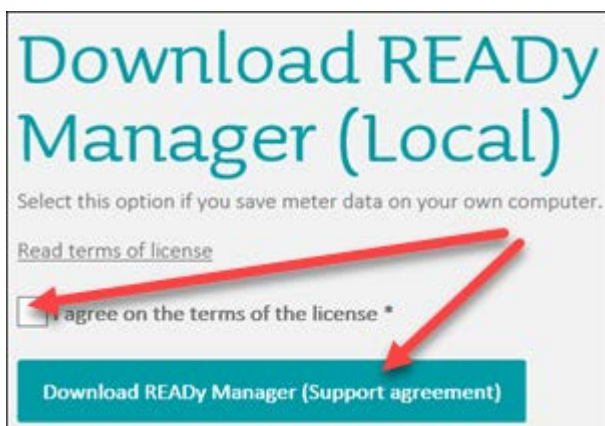 Download READy
Manager (Local)
Select this option if you save meter data on your own computer.
Read terms of license
I agree on the terms of the license *
Download READy Manager (Support agreement)